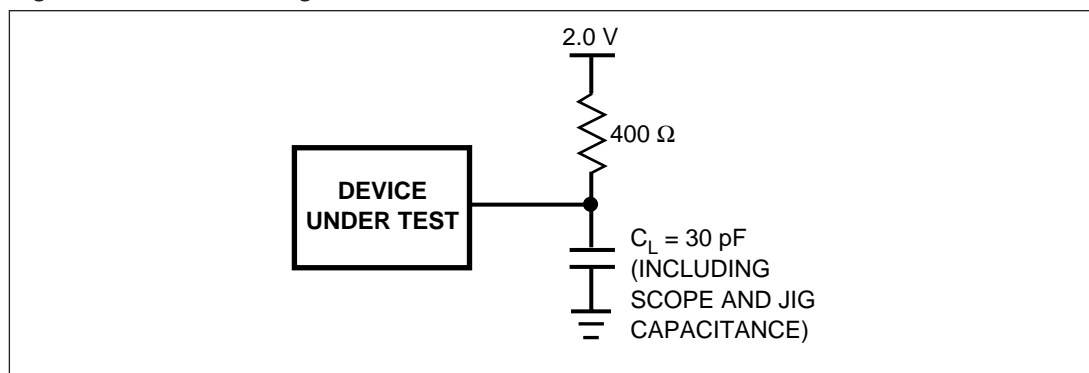 2.0 V
400 Ω
DEVICE
UNDER TEST
C_L = 30 pF
(INCLUDING
SCOPE AND JIG
CAPACITANCE)